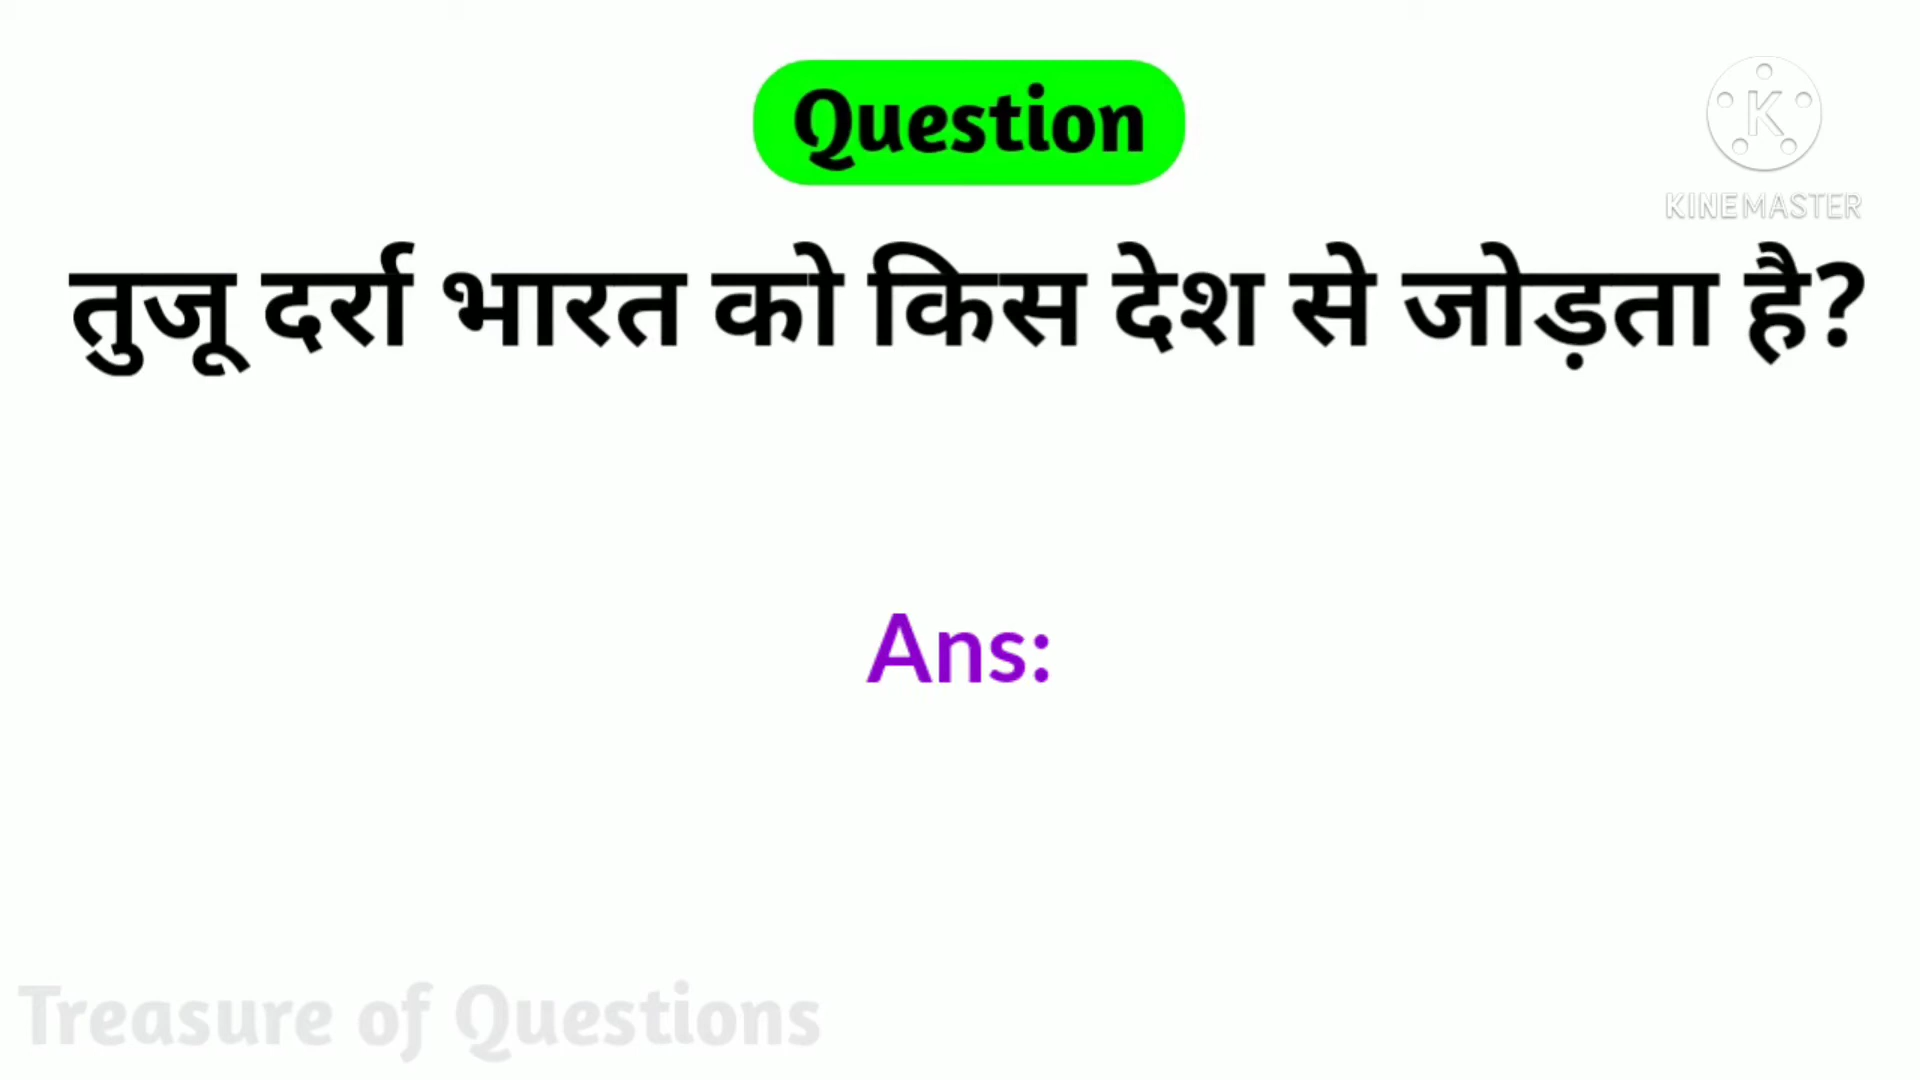 Question
K
KINEMASTER
तुजू दर्रा भारत को किस देश से जोड़ता है?
Ans:
Treasure of Questions